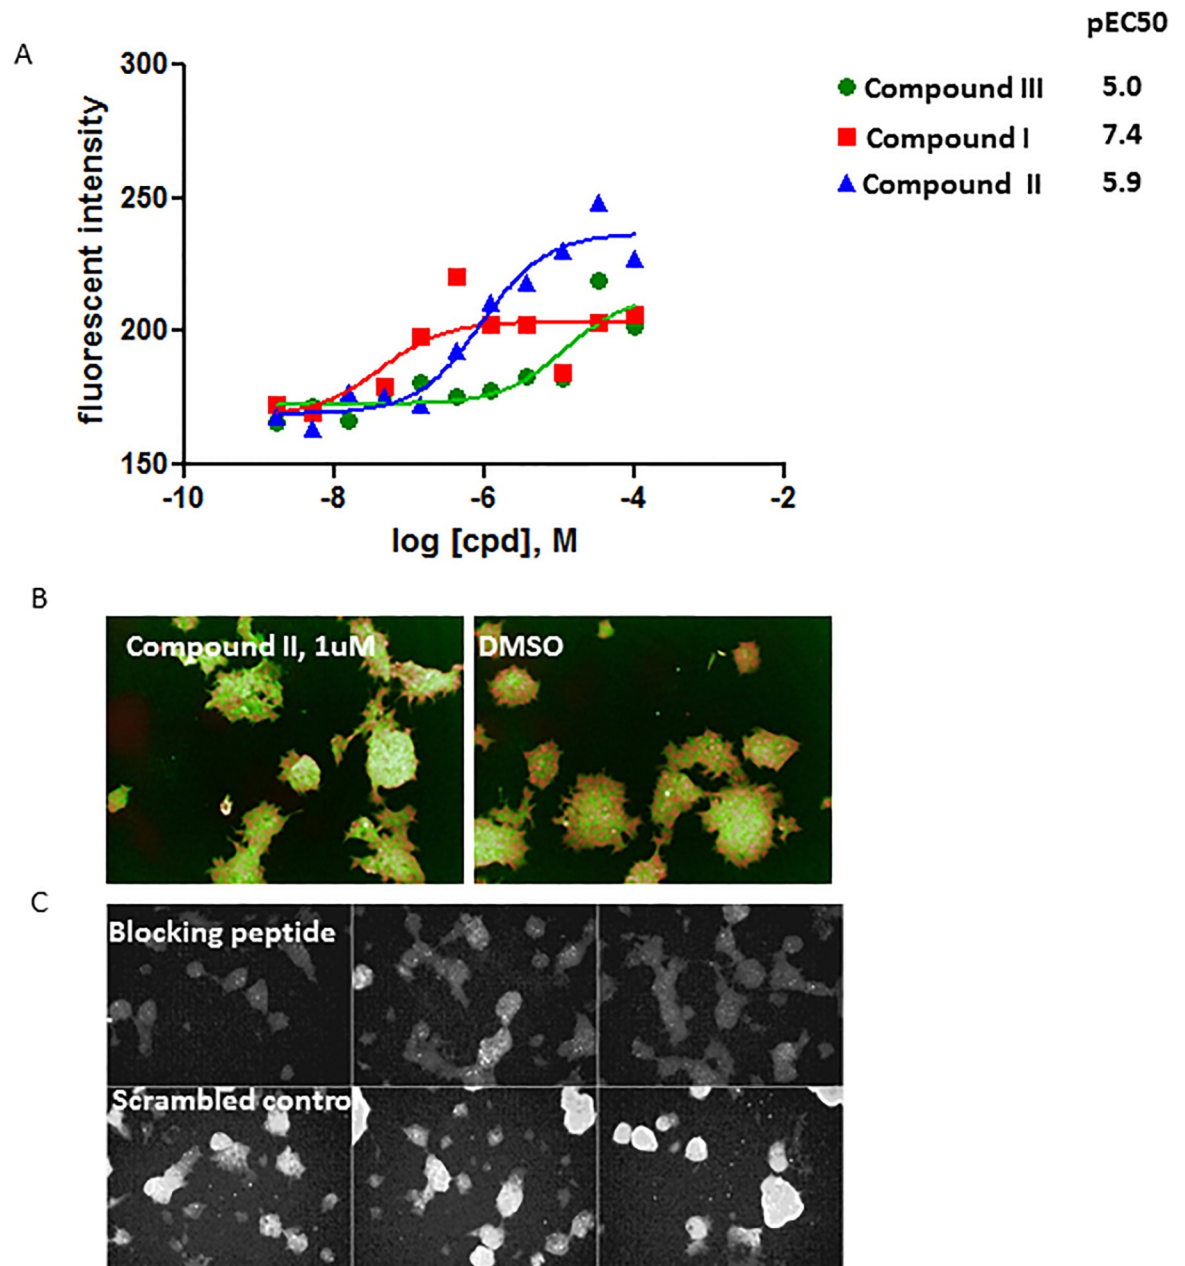 pEC50
A
300
Compound III 5.0
Compound I 7.4
250
Compound II 5.9
fluorescent intensity
200
150
-10 -8 -6 -4 -2
log [cpd], M
B
Compound II, 1uM
DMSO
C
Blocking peptide
Scrambled control